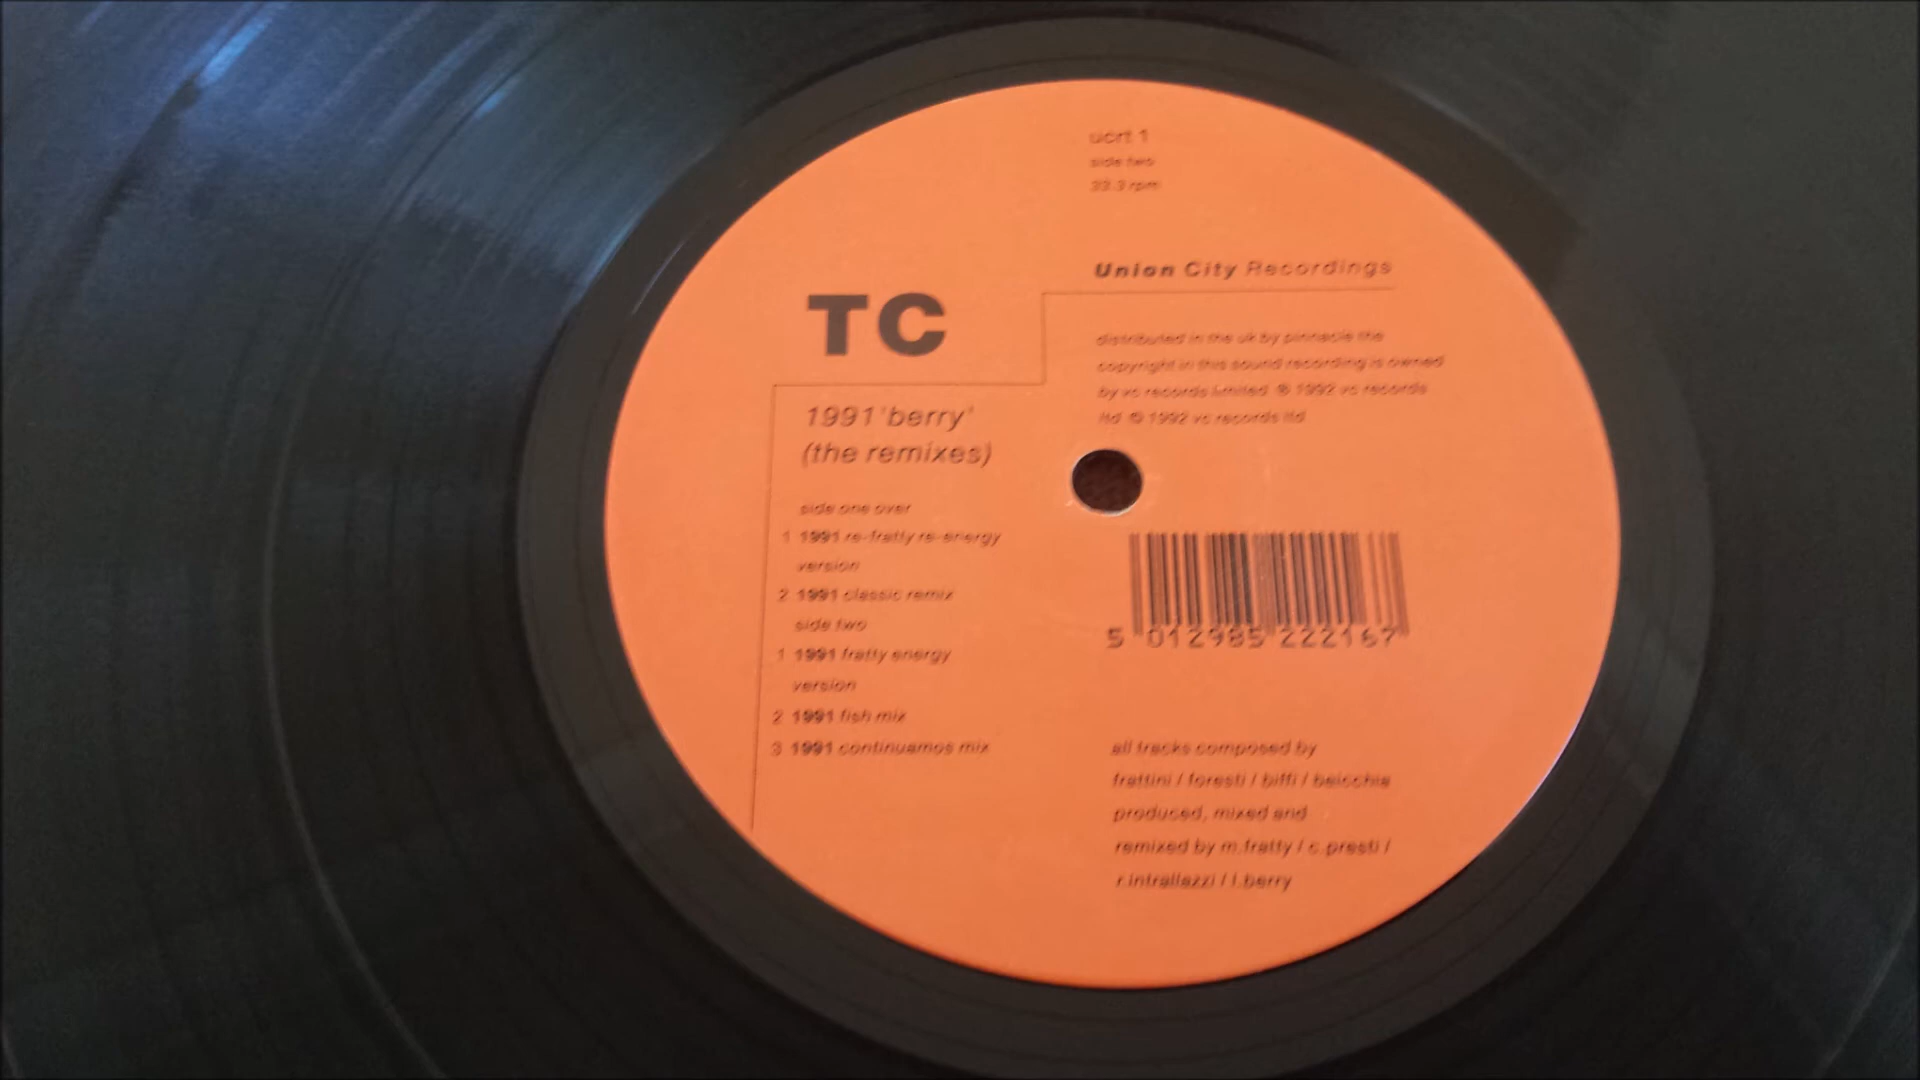 ucrt 1
side two
33.3 rpm
Union City Recordings
TC
distributed in the uk by pinnacle the
copyright in this sound recording is owned
by vc records limited ℗ 1992 vc records
ltd © 1992 vc records ltd
1991 'berry'
(the remixes)
side one over
1 1991 re-fratty re-energy
version
2 1991 classic remix
side two
1 1991 fratty energy
version
2 1991 fish mix
3 1991 continuamos mix
5 012985 222167
all tracks composed by
frattini / foresti / biffi / beicchia
produced, mixed and
remixed by m.fratty / c.presti /
r.intrallazzi / l.berry